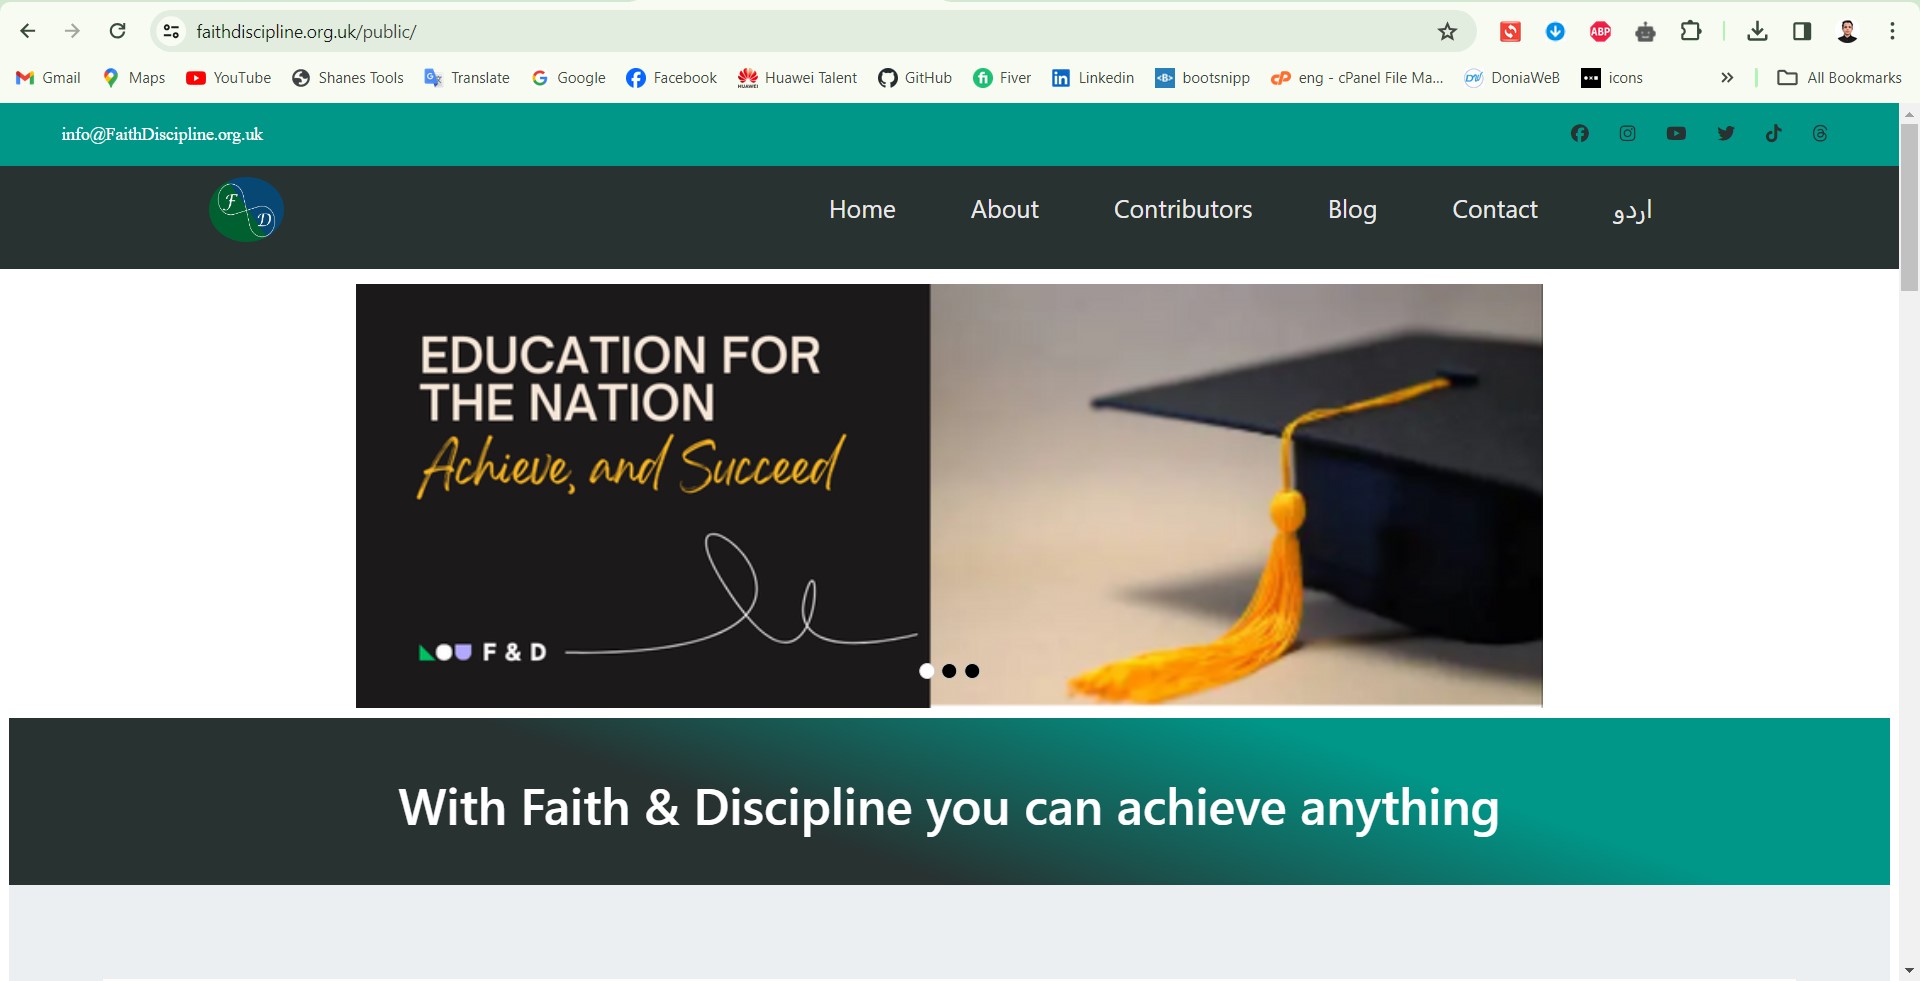 faithdiscipline.org.uk/public/
ABP
Gmail Maps YouTube Shanes Tools Translate Google Facebook Huawei Talent GitHub Fiver Linkedin bootsnipp eng - cPanel File Ma... DoniaWeB icons » All Bookmarks
info@FaithDiscipline.org.uk
F D
Home About Contributors Blog Contact اردو
EDUCATION FOR
THE NATION
Achieve, and Succeed
F & D
With Faith & Discipline you can achieve anything